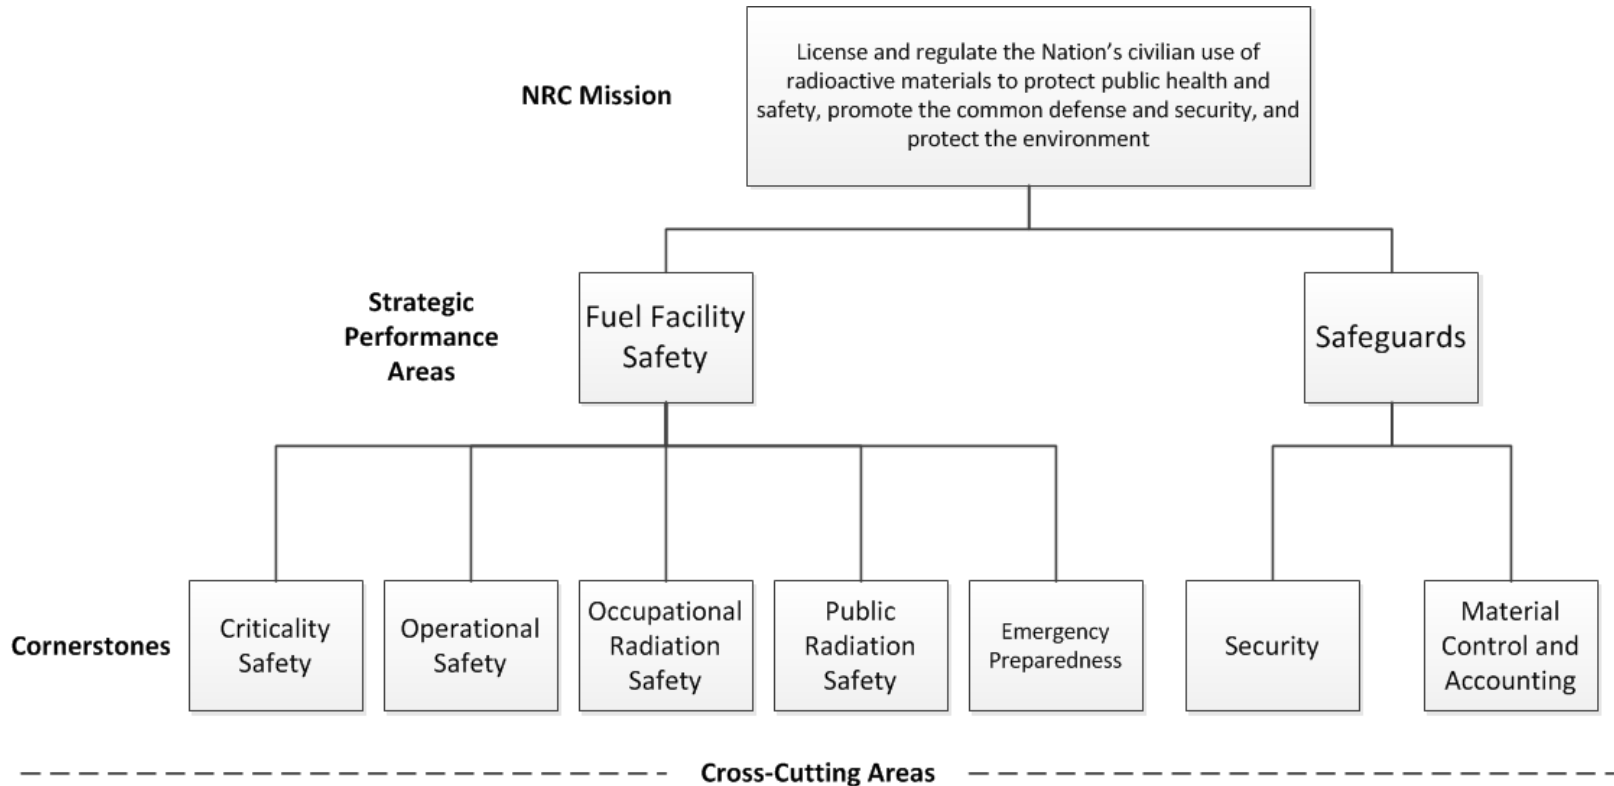 License and regulate the Nation’s civilian use of
radioactive materials to protect public health and
safety, promote the common defense and security, and
protect the environment
NRC Mission
Strategic
Performance
Areas
Fuel Facility
Safety
Safeguards
Cornerstones
Criticality
Safety
Operational
Safety
Occupational
Radiation
Safety
Public
Radiation
Safety
Emergency
Preparedness
Security
Material
Control and
Accounting
Cross-Cutting Areas